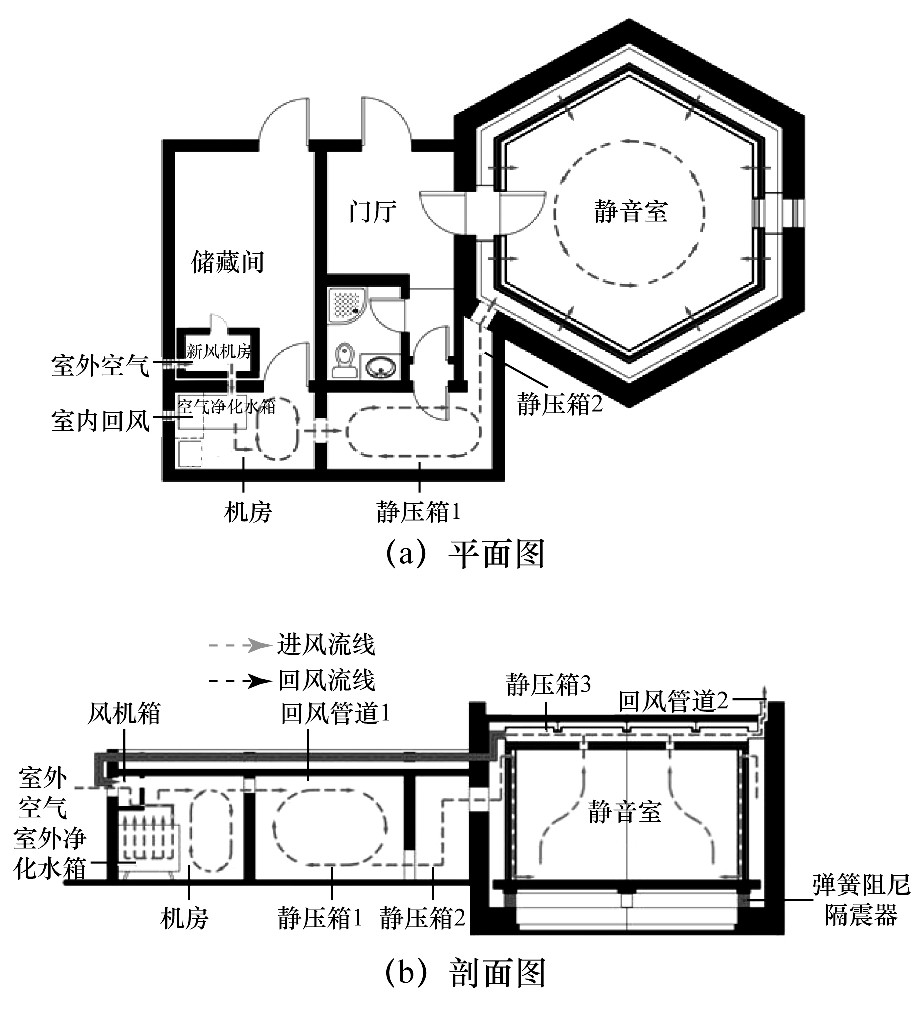 门厅
静音室
储藏间
新风机房
室外空气
空气净化水箱
室内回风
静压箱2
机房
静压箱1
(a) 平面图
进风流线
回风流线
静压箱3
回风管道2
风机箱
回风管道1
室外
空气
静音室
室外净
化水箱
弹簧阻尼
隔震器
机房
静压箱1
静压箱2
(b) 剖面图